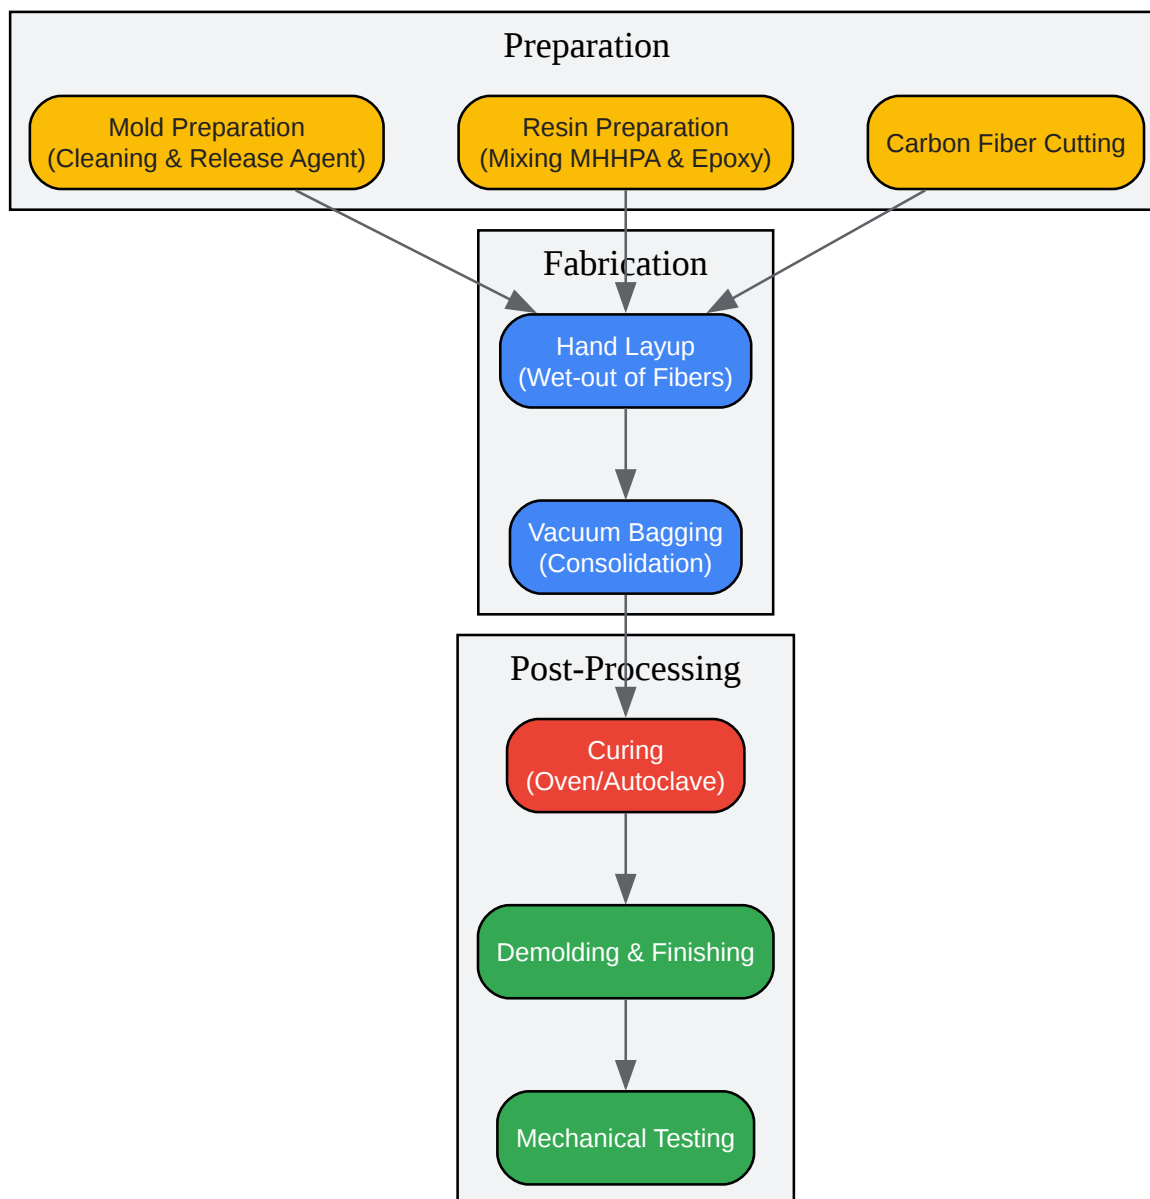 Preparation
Mold Preparation
(Cleaning & Release Agent)
Resin Preparation
(Mixing MHHPA & Epoxy)
Carbon Fiber Cutting
Fabrication
Hand Layup
(Wet-out of Fibers)
Vacuum Bagging
(Consolidation)
Post-Processing
Curing
(Oven/Autoclave)
Demolding & Finishing
Mechanical Testing